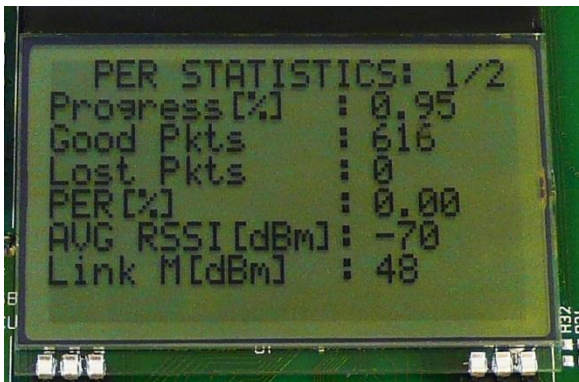 PER STATISTICS: 1/2
Progress[%] : 0.95
Good Pkts : 616
Lost Pkts : 0
PER[%] : 0.00
AVG RSSI[dBm]: -70
Link M[dBm] : 48